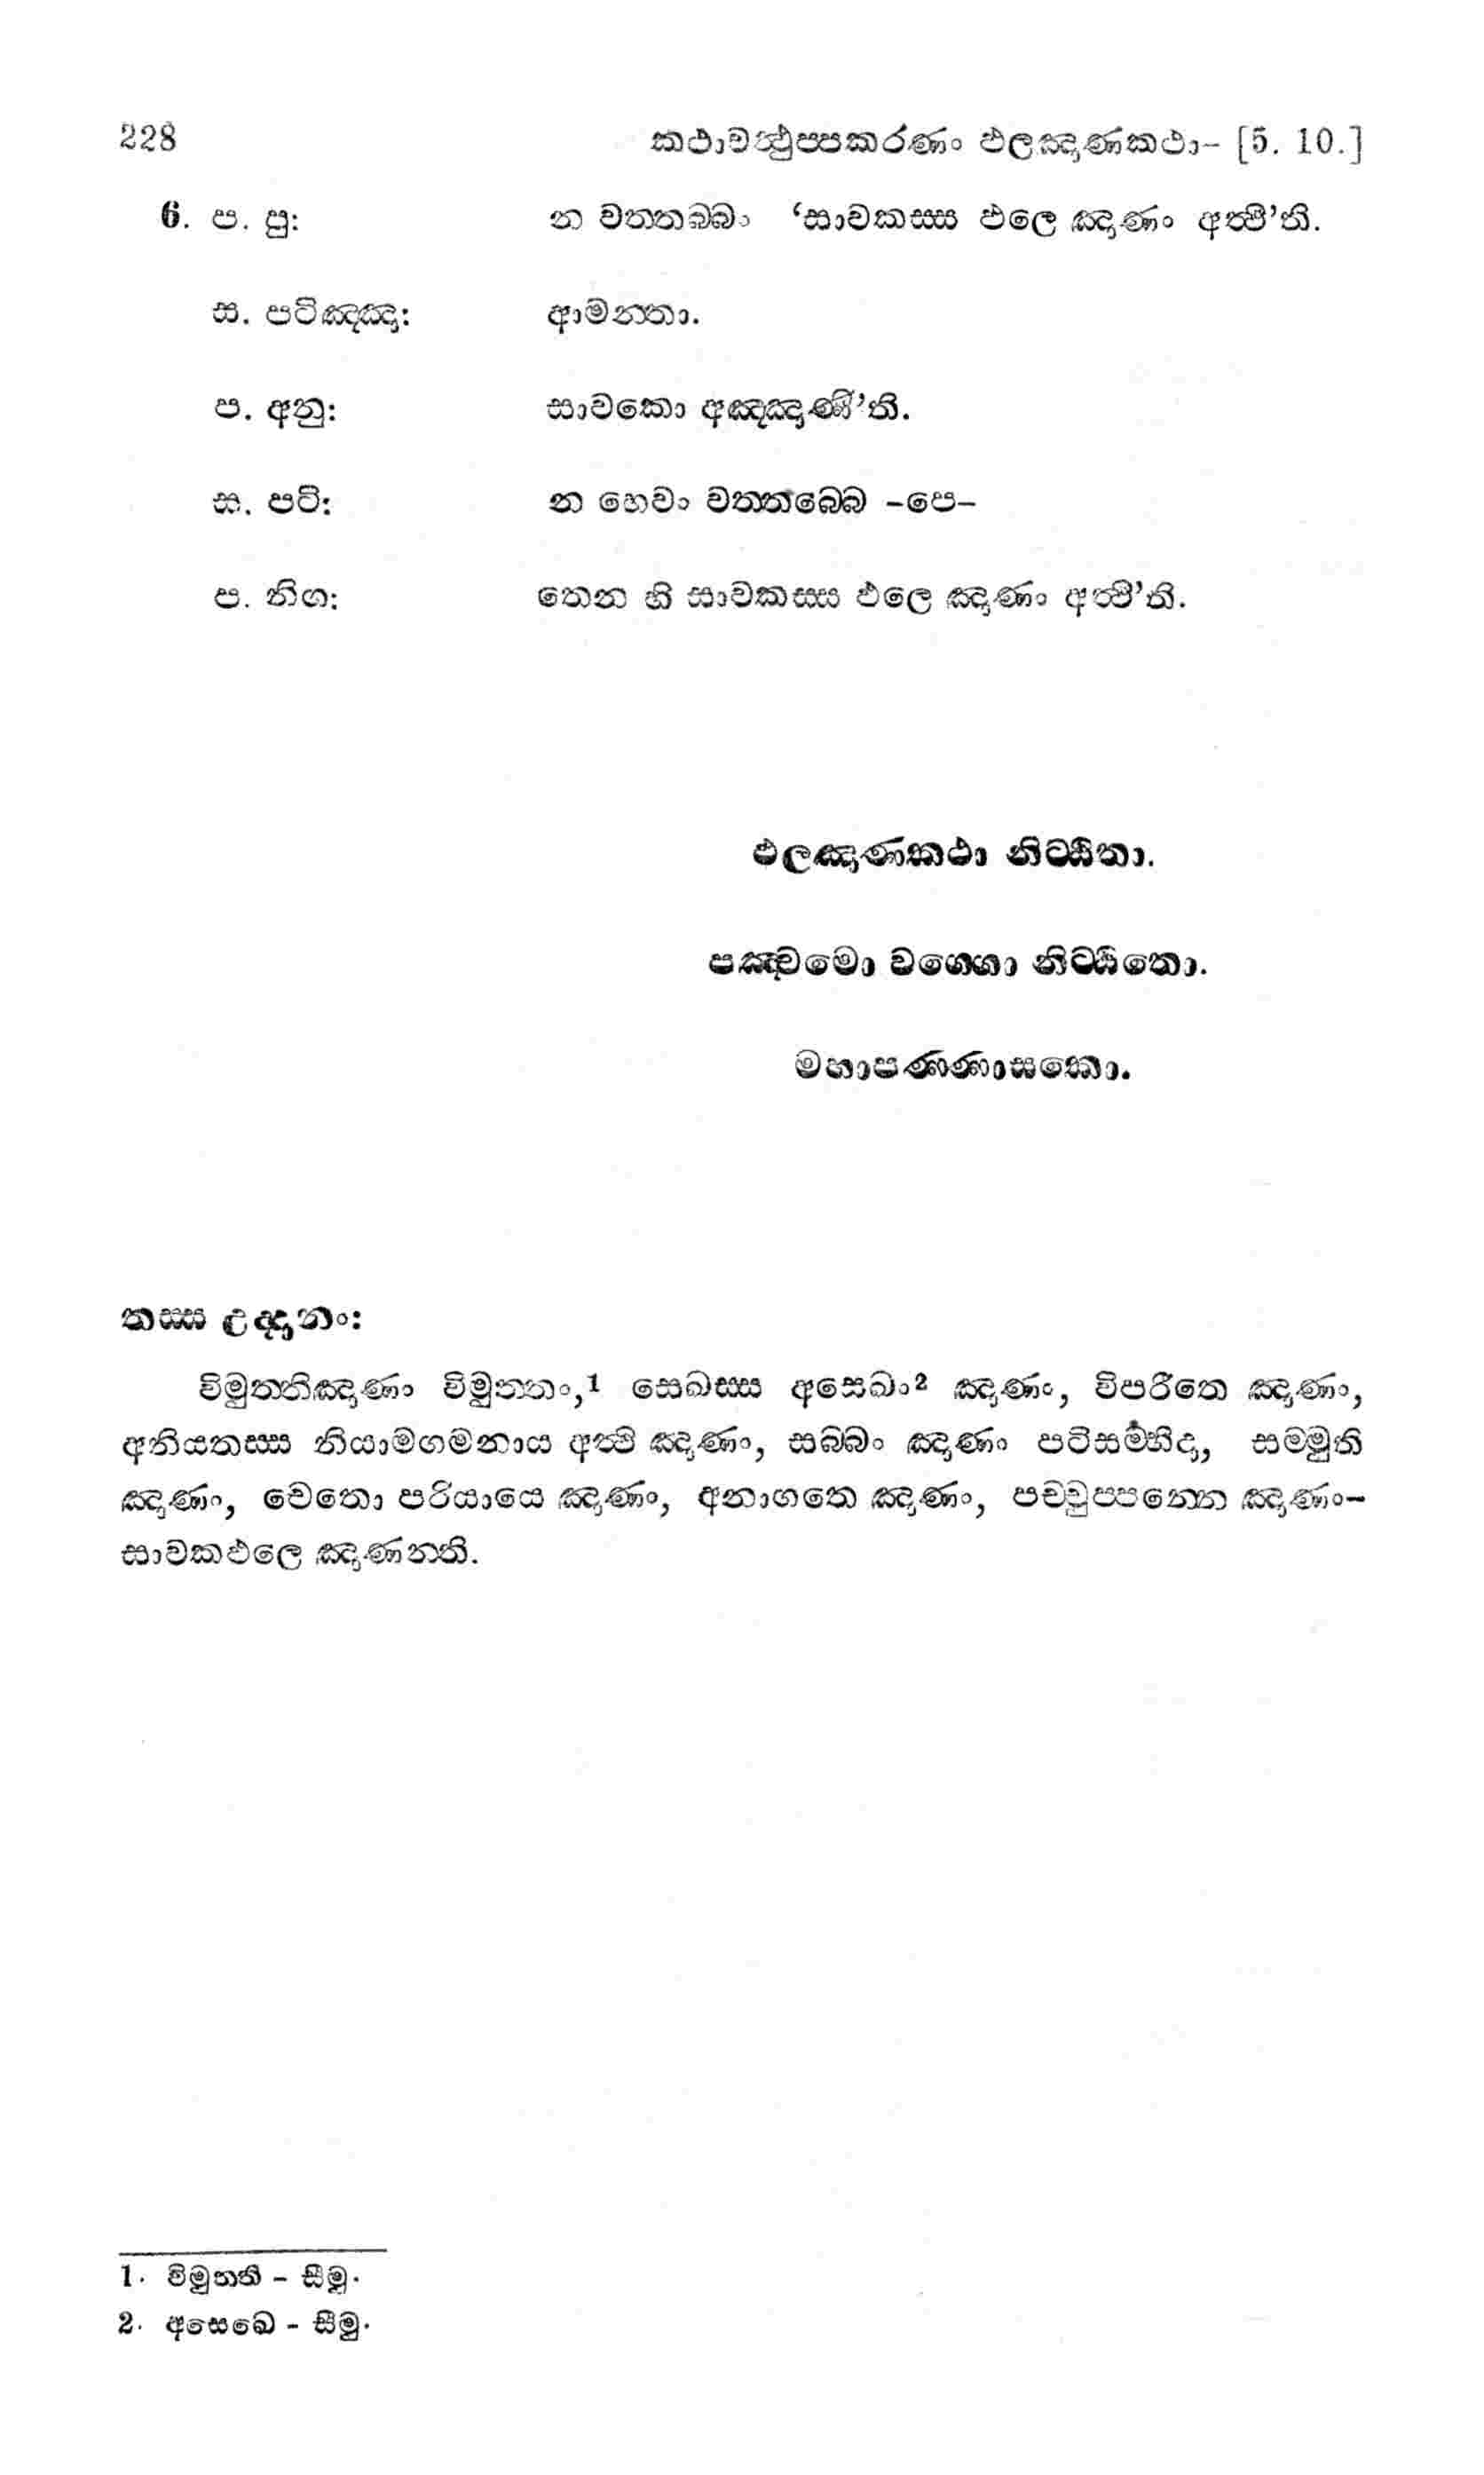 228 කථාවත්‍ථුප‍්පකරණං ඵලඤාණකථා– [5. 10.]
6. ප. පු: න වත‍්තබ‍්බං ‘සාවකස‍්ස ඵලෙ ඤාණං අත්‍ථි’ති.
ස. පටිඤ‍්ඤා: ආමන‍්තා.
ප. අනු: සාවකො අඤ‍්ඤාණී’ති.
ස. පටි: න හෙවං වත‍්තබ‍්බෙ –පෙ–
ප. නිග: තෙන හි සාවකස‍්ස ඵලෙ ඤාණං අත්‍ථි’ති.
ඵලඤාණකථා නිට‍්ඨිතා.
පඤ‍්චමො වග‍්ගො නිට‍්ඨිතො.
මහාපණ‍්ණාසකො.
තස‍්ස උද‍්දානං:
විමුත‍්තිඤාණං විමුත‍්තං,1 සෙඛස‍්ස අසෙඛං2 ඤාණං, විපරීතෙ ඤාණං,
අනියතස‍්ස නියාමගමනාය අත්‍ථි ඤාණං, සබ‍්බං ඤාණං පටිසම‍්භිදා, සම‍්මුති
ඤාණං, චෙතො පරියායෙ ඤාණං, අනාගතෙ ඤාණං, පච‍්චුප‍්පන‍්නෙ ඤාණං–
සාවකඵලෙ ඤාණන‍්ති.
1. විමුත‍්ති – සීමු.
2. අසෙඛෙ – සීමු.